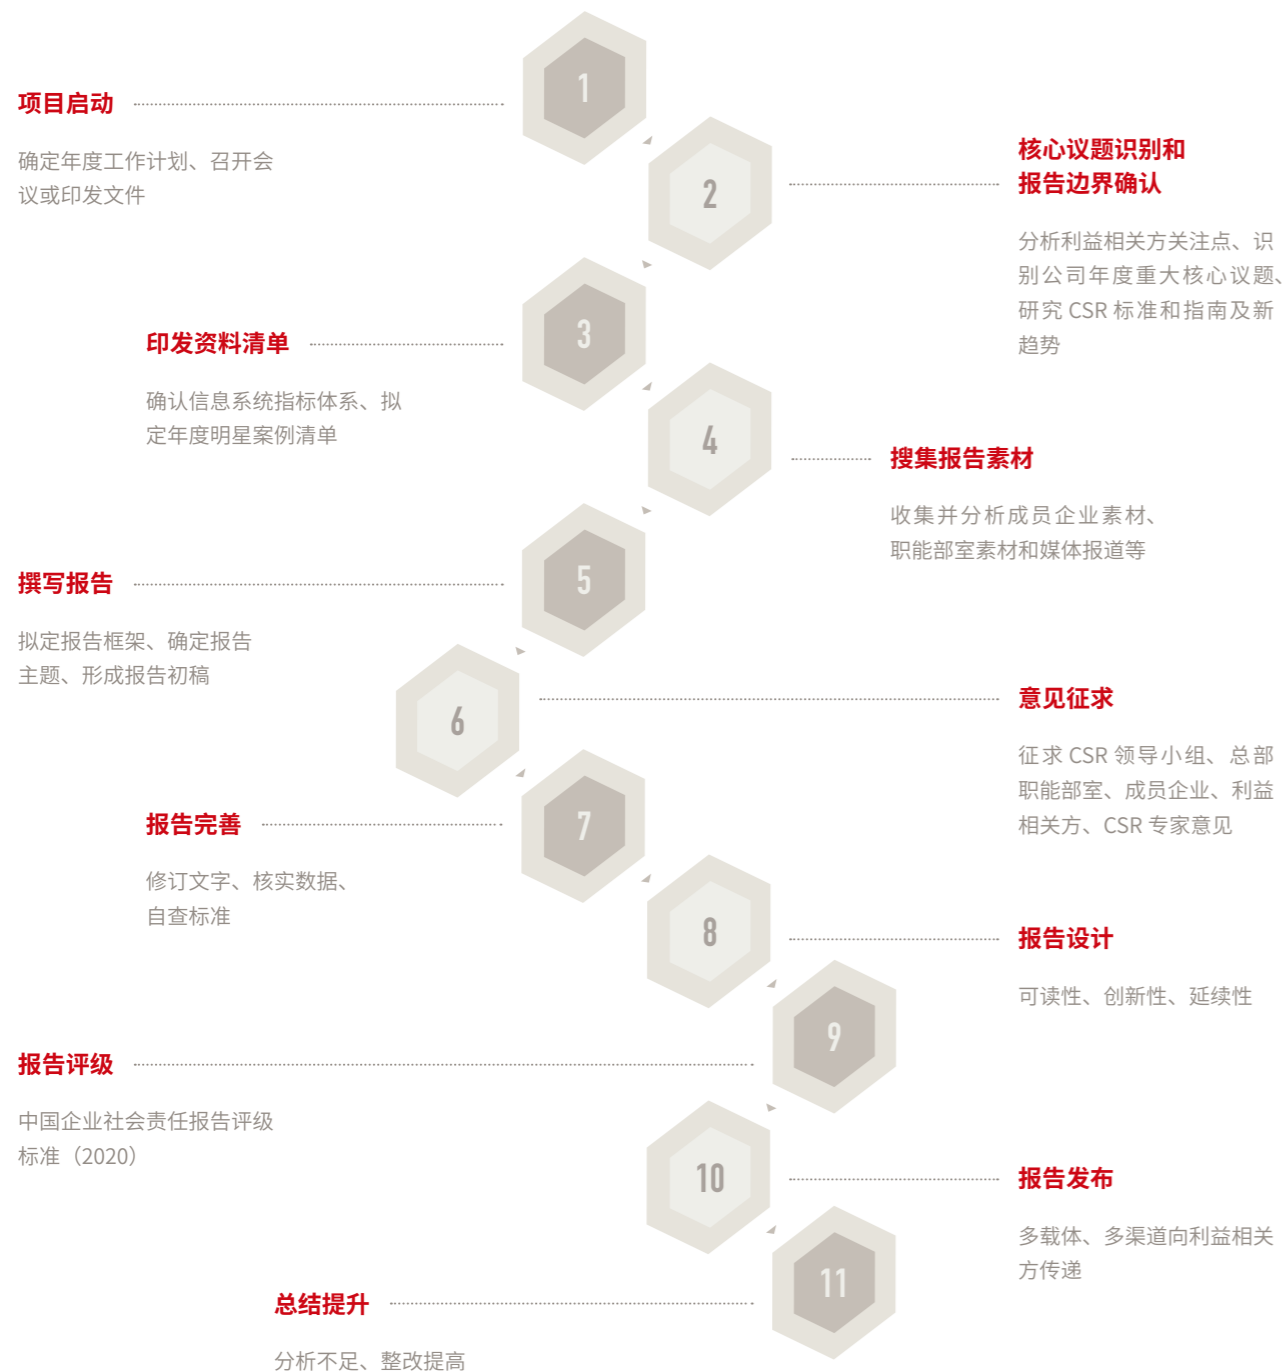 1
项目启动
确定年度工作计划、召开会
议或印发文件
2
核心议题识别和
报告边界确认
分析利益相关方关注点、识
别公司年度重大核心议题、
研究 CSR 标准和指南及新
趋势
3
印发资料清单
确认信息系统指标体系、拟
定年度明星案例清单
4
搜集报告素材
收集并分析成员企业素材、
职能部室素材和媒体报道等
5
撰写报告
拟定报告框架、确定报告
主题、形成报告初稿
6
意见征求
征求 CSR 领导小组、总部
职能部室、成员企业、利益
相关方、CSR 专家意见
7
报告完善
修订文字、核实数据、
自查标准
8
报告设计
可读性、创新性、延续性
9
报告评级
中国企业社会责任报告评级
标准（2020）
10
报告发布
多载体、多渠道向利益相关
方传递
11
总结提升
分析不足、整改提高